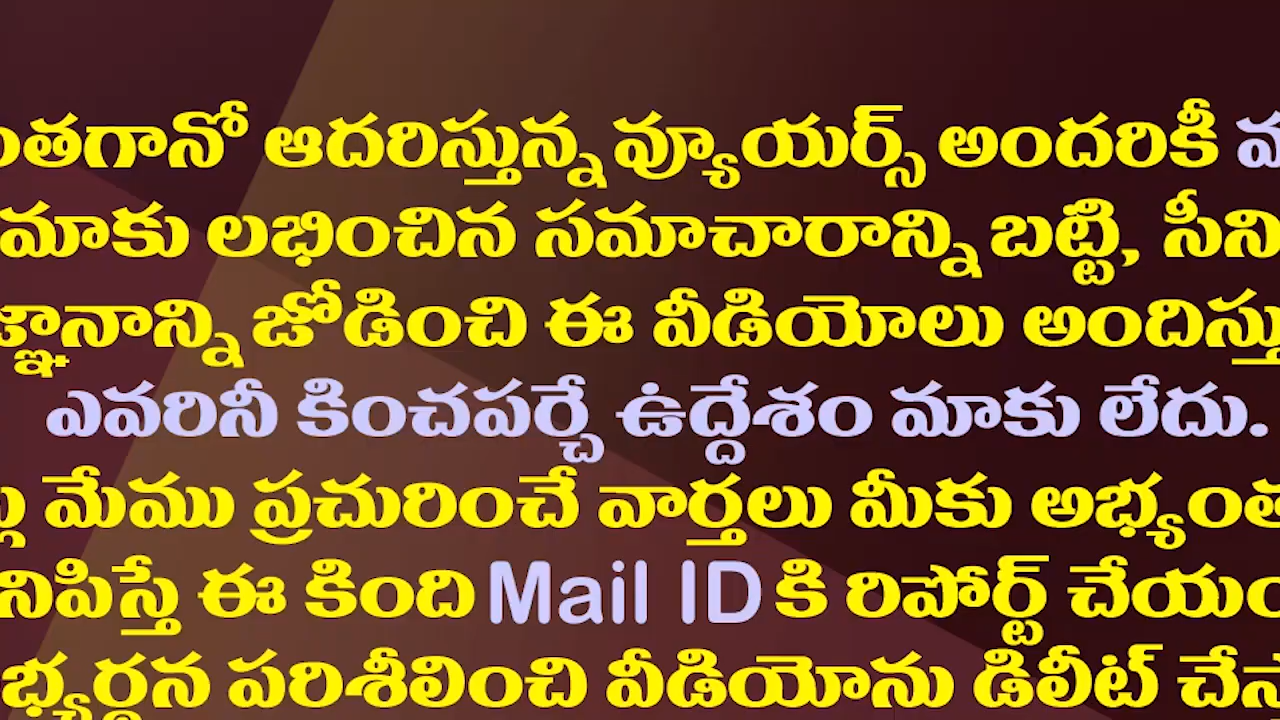 ంతగానో ఆదరిస్తున్న వ్యూయర్స్ అందరికీ
మాకు లభించిన సమాచారాన్ని బట్టి, సీని
జ్ఞానాన్ని జోడించి ఈ వీడియోలు అందిస్తు
ఎవరినీ కించపర్చే ఉద్దేశం మాకు లేదు.
మేము ప్రచురించే వార్తలు మీకు అభ్యంత
నిపిస్తే ఈ కింది Mail ID కి రిపోర్ట్ చేయం
భ్యర్థన పరిశీలించి వీడియోను డిలీట్ చేస